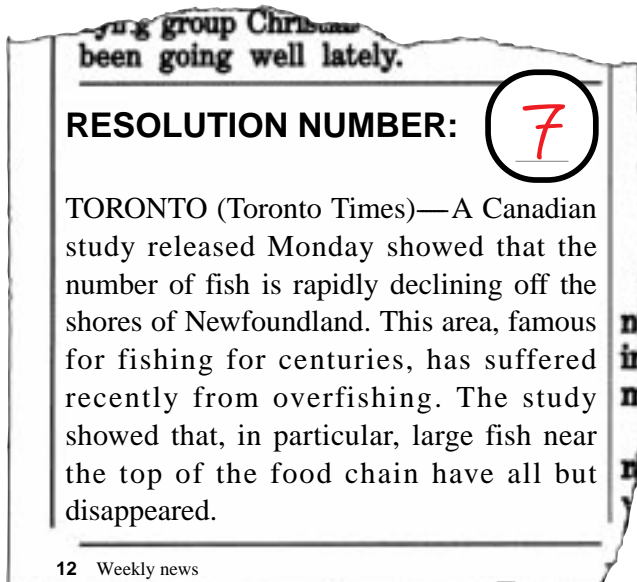 group
been going well lately.
RESOLUTION NUMBER: 7
TORONTO (Toronto Times)—A Canadian
study released Monday showed that the
number of fish is rapidly declining off the
shores of Newfoundland. This area, famous
for fishing for centuries, has suffered
recently from overfishing. The study
showed that, in particular, large fish near
the top of the food chain have all but
disappeared.
12 Weekly news